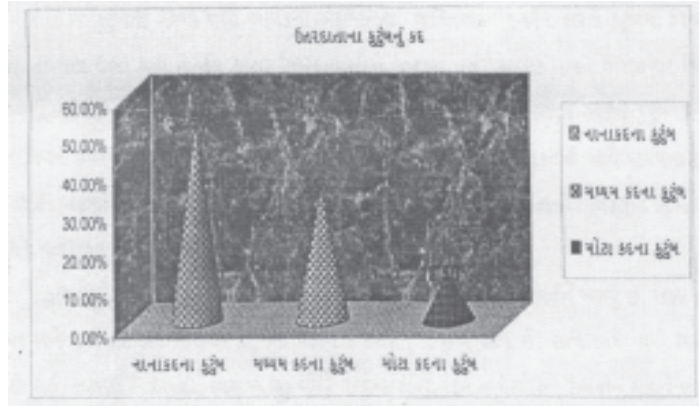 ઉત્તરદાતાના કુટુંબનું કદ
60.00%
50.00%
40.00%
30.00%
20.00%
10.00%
0.00%
નાનાકદના કુટુંબ
મધ્યમ કદના કુટુંબ
મોટા કદના કુટુંબ
નાનાકદના કુટુંબ
મધ્યમ કદના કુટુંબ
મોટા કદના કુટુંબ